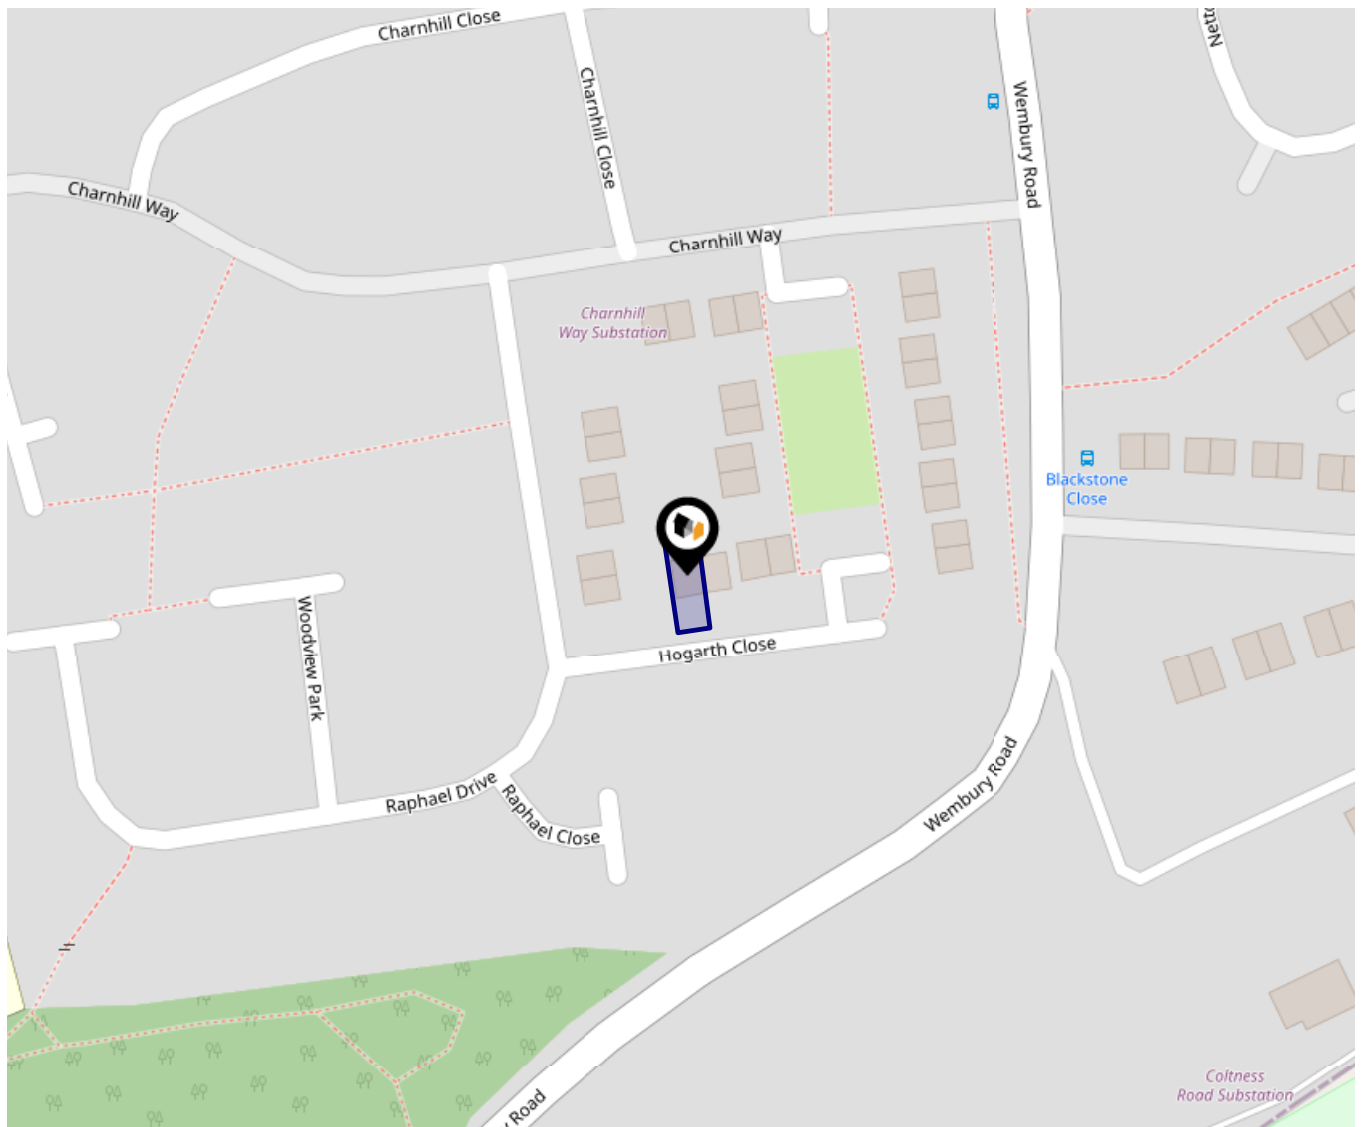 Charnhill Close
Netto
Charnhill Close
Wembury Road
Charnhill Way
Charnhill Way
Charnhill
Way Substation
Blackstone
Close
Woodview Park
Hogarth Close
Raphael Drive
Raphael Close
Wembury Road
Coltness
Road Substation
y Road